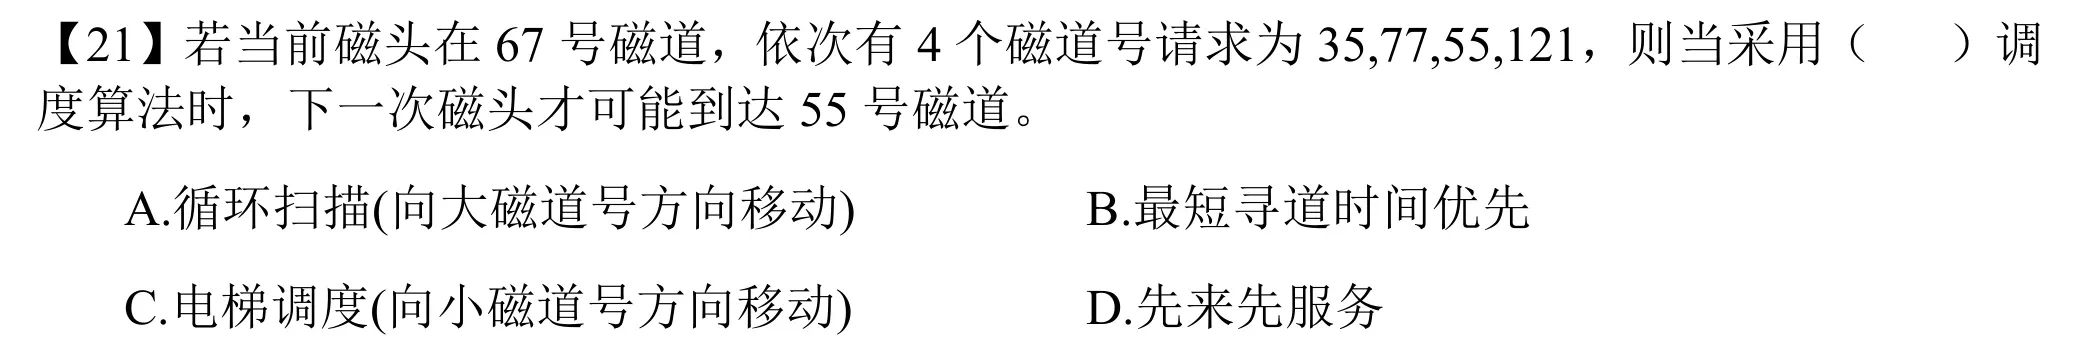 【21】若当前磁头在 67 号磁道，依次有 4 个磁道号请求为 35,77,55,121，则当采用（　　）调
度算法时，下一次磁头才可能到达 55 号磁道。
A.循环扫描(向大磁道号方向移动)　　B.最短寻道时间优先
C.电梯调度(向小磁道号方向移动)　　D.先来先服务